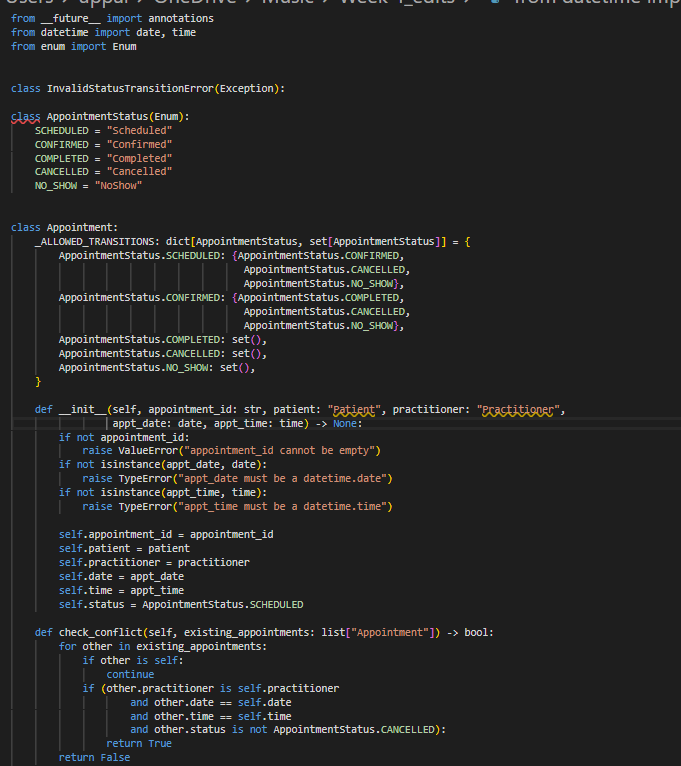 Users > appar > OneDrive > Music > Week-4_edits > from datetime imp
from __future__ import annotations
from datetime import date, time
from enum import Enum
class InvalidStatusTransitionError(Exception):
class AppointmentStatus(Enum):
    SCHEDULED = "Scheduled"
    CONFIRMED = "Confirmed"
    COMPLETED = "Completed"
    CANCELLED = "Cancelled"
    NO_SHOW = "NoShow"
class Appointment:
    _ALLOWED_TRANSITIONS: dict[AppointmentStatus, set[AppointmentStatus]] = {
        AppointmentStatus.SCHEDULED: {AppointmentStatus.CONFIRMED,
                                       AppointmentStatus.CANCELLED,
                                       AppointmentStatus.NO_SHOW},
        AppointmentStatus.CONFIRMED: {AppointmentStatus.COMPLETED,
                                       AppointmentStatus.CANCELLED,
                                       AppointmentStatus.NO_SHOW},
        AppointmentStatus.COMPLETED: set(),
        AppointmentStatus.CANCELLED: set(),
        AppointmentStatus.NO_SHOW: set(),
    }
    def __init__(self, appointment_id: str, patient: "Patient", practitioner: "Practitioner",
                 appt_date: date, appt_time: time) -> None:
        if not appointment_id:
            raise ValueError("appointment_id cannot be empty")
        if not isinstance(appt_date, date):
            raise TypeError("appt_date must be a datetime.date")
        if not isinstance(appt_time, time):
            raise TypeError("appt_time must be a datetime.time")
        self.appointment_id = appointment_id
        self.patient = patient
        self.practitioner = practitioner
        self.date = appt_date
        self.time = appt_time
        self.status = AppointmentStatus.SCHEDULED
    def check_conflict(self, existing_appointments: list["Appointment"]) -> bool:
        for other in existing_appointments:
            if other is self:
                continue
            if (other.practitioner is self.practitioner
                    and other.date == self.date
                    and other.time == self.time
                    and other.status is not AppointmentStatus.CANCELLED):
                return True
        return False